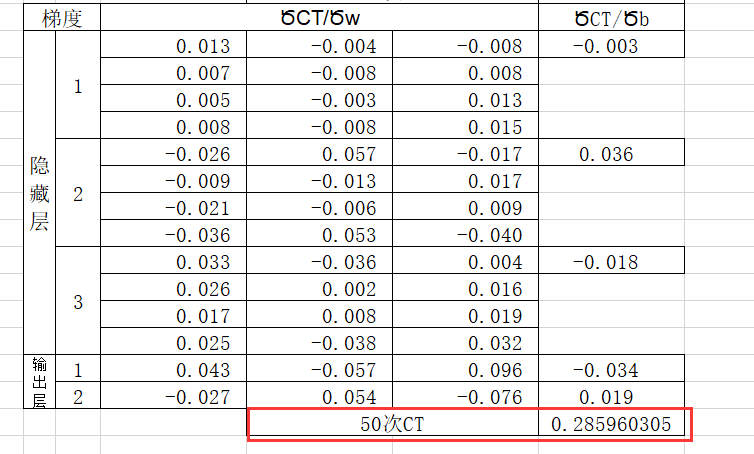 梯度 ԾCT/Ծw ԾCT/Ծb
隐藏层 1 0.013 -0.004 -0.008 -0.003
0.007 -0.008 0.008
0.005 -0.003 0.013
0.008 -0.008 0.015
2 -0.026 0.057 -0.017 0.036
-0.009 -0.013 0.017
-0.021 -0.006 0.009
-0.036 0.053 -0.040
3 0.033 -0.036 0.004 -0.018
0.026 0.002 0.016
0.017 0.008 0.019
0.025 -0.038 0.032
输出层 1 0.043 -0.057 0.096 -0.034
2 -0.027 0.054 -0.076 0.019
50次CT 0.285960305